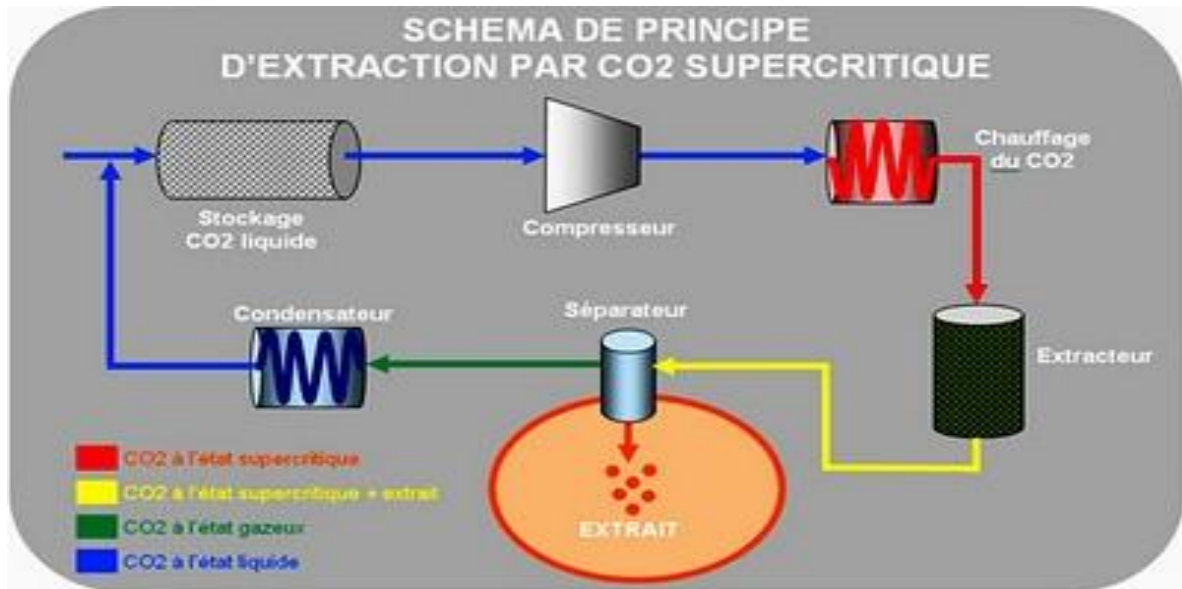 SCHEMA DE PRINCIPE
D'EXTRACTION PAR CO2 SUPERCRITIQUE
Stockage
CO2 liquide
Compresseur
Chauffage
du CO2
Condensateur
Séparateur
Extracteur
CO2 à l'état supercritique
CO2 à l'état supercritique + extrait
CO2 à l'état gazeux
CO2 à l'état liquide
EXTRAIT